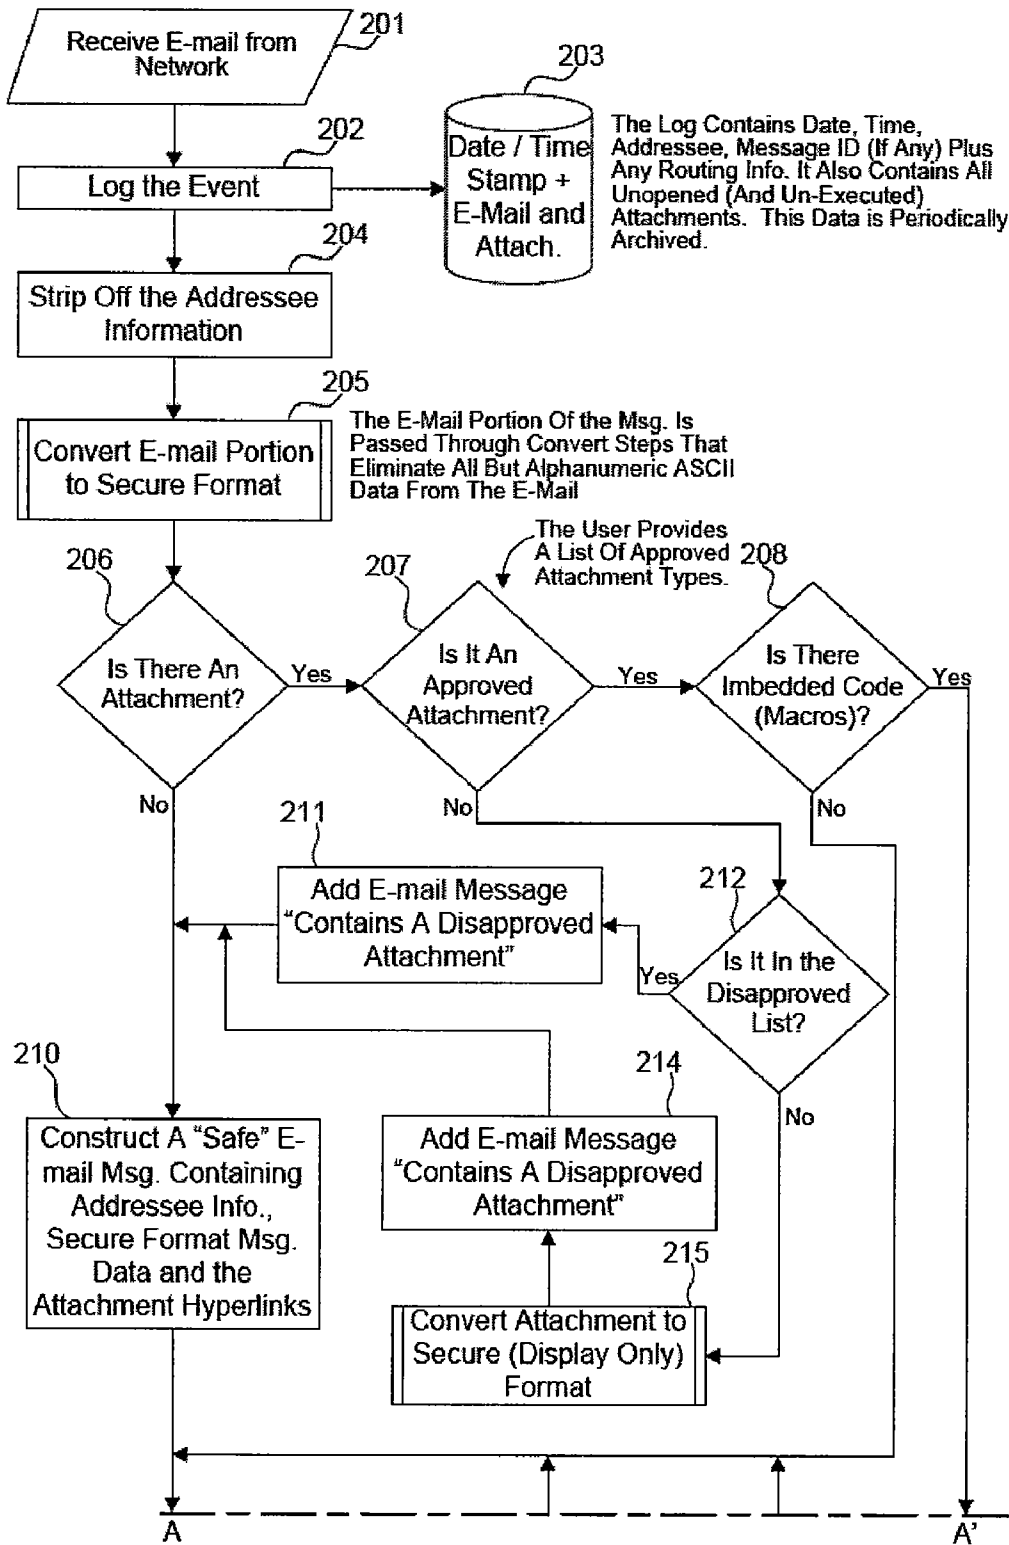 Receive E-mail from
Network
201
202
Log the Event
203
Date / Time
Stamp +
E-Mail and
Attach.
The Log Contains Date, Time,
Addressee, Message ID (If Any) Plus
Any Routing Info. It Also Contains All
Unopened (And Un-Executed)
Attachments. This Data is Periodically
Archived.
204
Strip Off the Addressee
Information
205
Convert E-mail Portion
to Secure Format
The E-Mail Portion Of the Msg. Is
Passed Through Convert Steps That
Eliminate All But Alphanumeric ASCII
Data From The E-Mail
206
Is There An
Attachment?
Yes
No
207
The User Provides
A List Of Approved
Attachment Types.
Is It An
Approved
Attachment?
Yes
No
208
Is There
Imbedded Code
(Macros)?
Yes
No
211
Add E-mail Message
“Contains A Disapproved
Attachment”
212
Is It In the
Disapproved
List?
Yes
No
210
Construct A “Safe” E-
mail Msg. Containing
Addressee Info.,
Secure Format Msg.
Data and the
Attachment Hyperlinks
214
Add E-mail Message
“Contains A Disapproved
Attachment”
215
Convert Attachment to
Secure (Display Only)
Format
A
A’